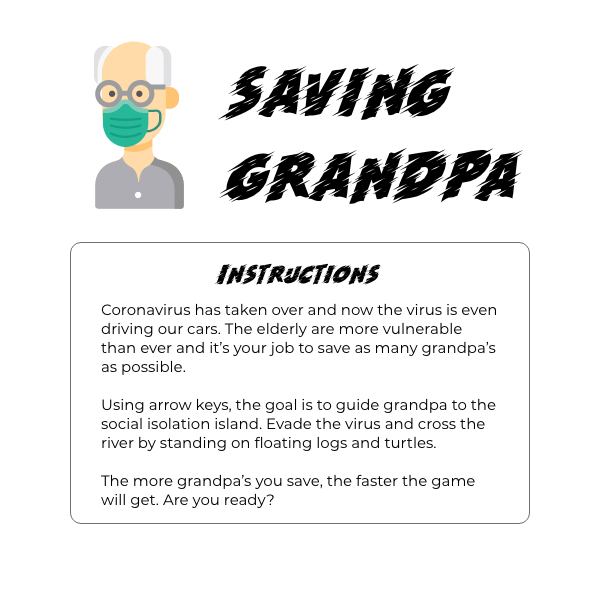 SAVING
GRANDPA
INSTRUCTIONS
Coronavirus has taken over and now the virus is even
driving our cars. The elderly are more vulnerable
than ever and it’s your job to save as many grandpa’s
as possible.
Using arrow keys, the goal is to guide grandpa to the
social isolation island. Evade the virus and cross the
river by standing on floating logs and turtles.
The more grandpa’s you save, the faster the game
will get. Are you ready?